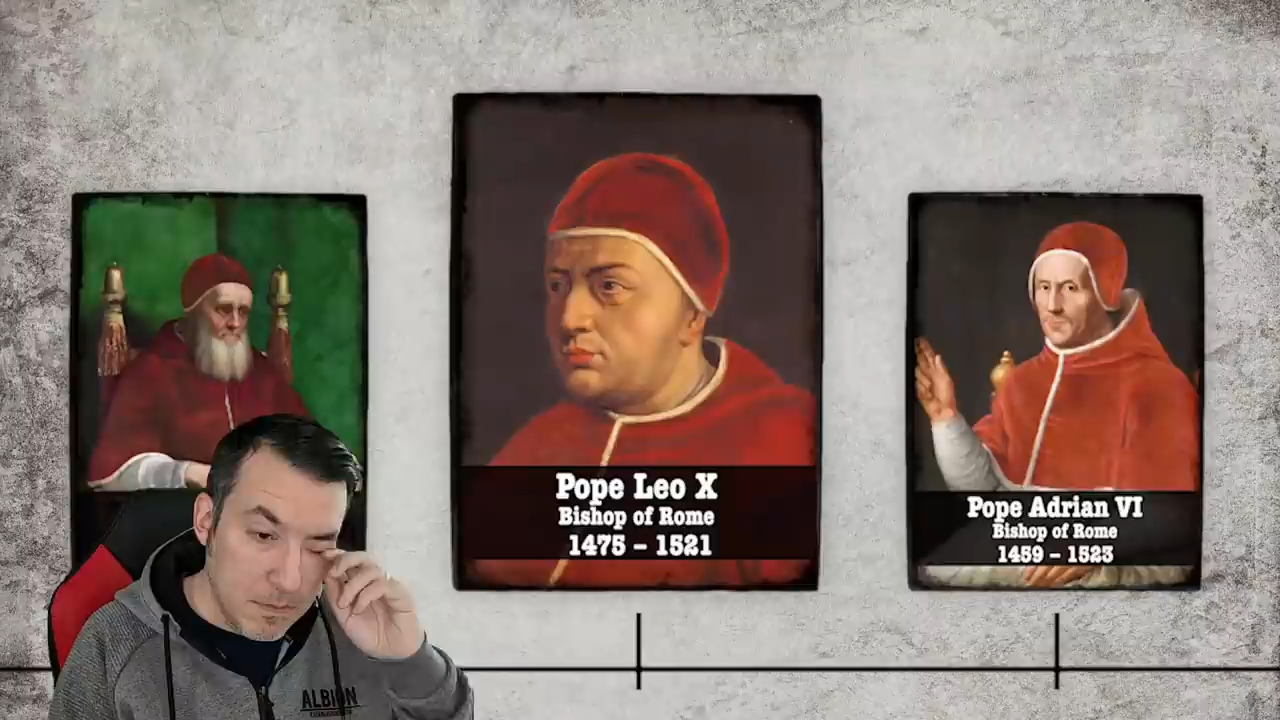 Pope Leo X
Bishop of Rome
1475 – 1521
Pope Adrian VI
Bishop of Rome
1459 – 1523
ALBION